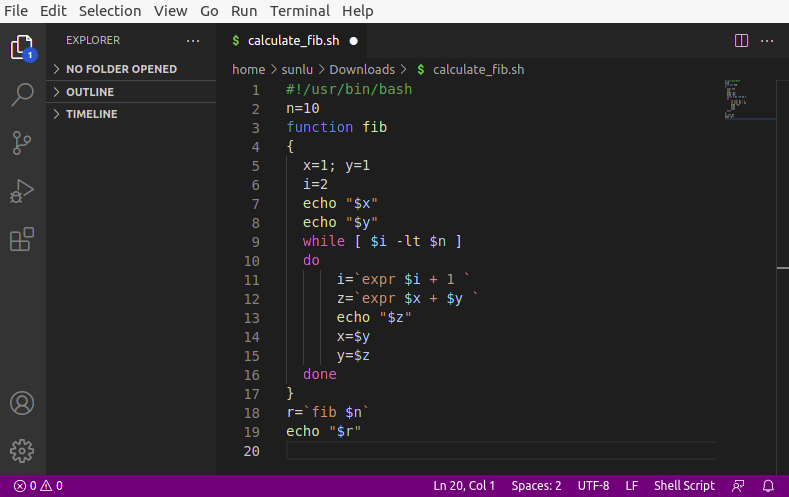 File Edit Selection View Go Run Terminal Help
EXPLORER ···
1
NO FOLDER OPENED
OUTLINE
TIMELINE
$ calculate_fib.sh ● ···
home > sunlu > Downloads > $ calculate_fib.sh
1 #!/usr/bin/bash
2 n=10
3 function fib
4 {
5 x=1; y=1
6 i=2
7 echo "$x"
8 echo "$y"
9 while [ $i -lt $n ]
10 do
11 i=`expr $i + 1 `
12 z=`expr $x + $y `
13 echo "$z"
14 x=$y
15 y=$z
16 done
17 }
18 r=`fib $n`
19 echo "$r"
20
0 0 Ln 20, Col 1 Spaces: 2 UTF-8 LF Shell Script